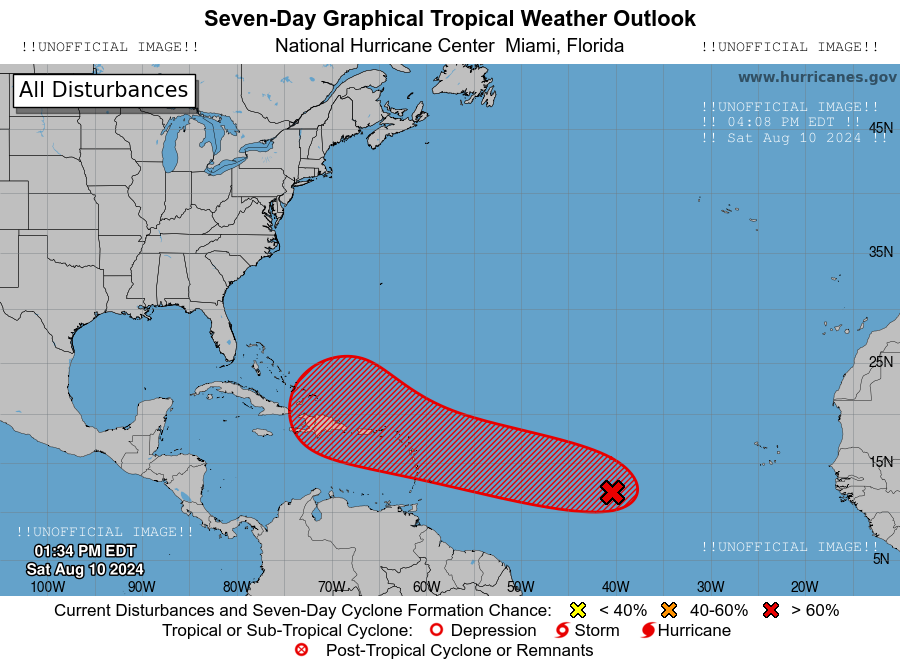 Seven-Day Graphical Tropical Weather Outlook
!!UNOFFICIAL IMAGE!! National Hurricane Center Miami, Florida !!UNOFFICIAL IMAGE!!
All Disturbances
www.hurricanes.gov
!!UNOFFICIAL IMAGE!!
!! 04:08 PM EDT !!
!! Sat Aug 10 2024 !!
45N
35N
25N
15N
!!UNOFFICIAL IMAGE!!
!!UNOFFICIAL IMAGE!!
01:34 PM EDT
5N
Sat Aug 10 2024
100W 90W 80W 70W 60W 50W 40W 30W 20W
Current Disturbances and Seven-Day Cyclone Formation Chance: < 40% 40-60% > 60%
Tropical or Sub-Tropical Cyclone: Depression Storm Hurricane
Post-Tropical Cyclone or Remnants